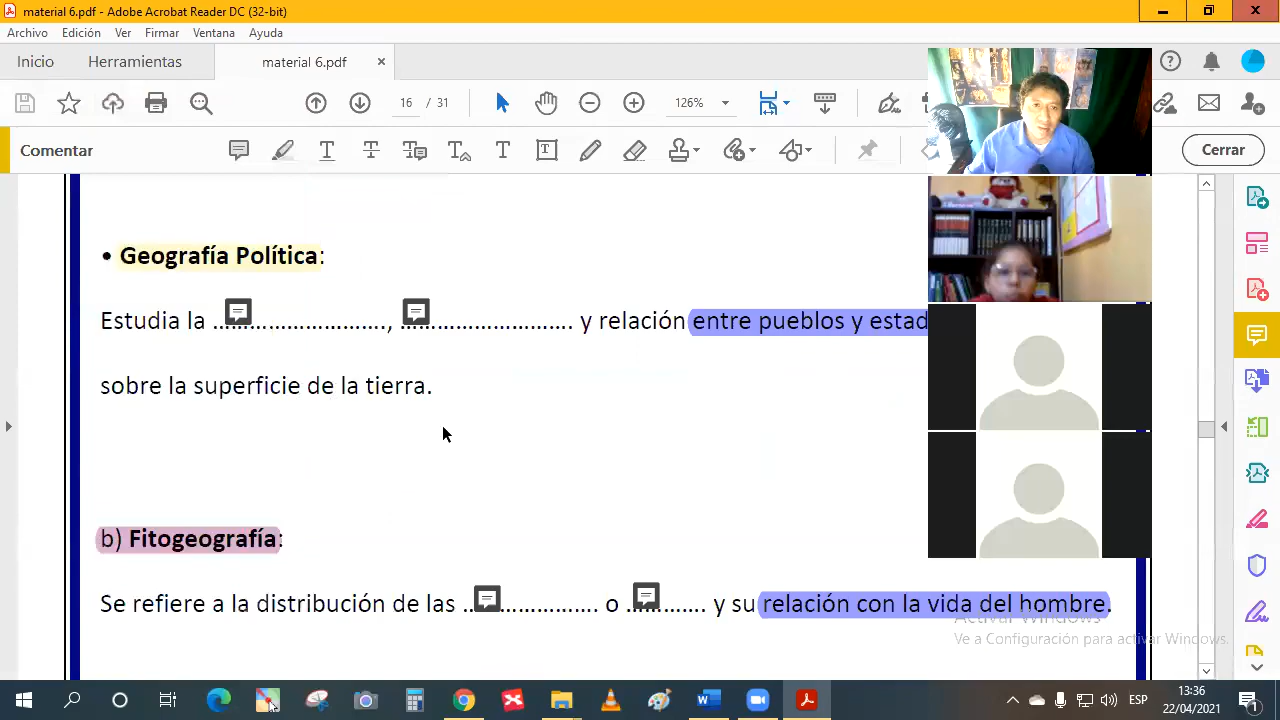 material 6.pdf - Adobe Acrobat Reader DC (32-bit)
Archivo Edición Ver Firmar Ventana Ayuda
Inicio Herramientas material 6.pdf
16 / 31 126%
Comentar Cerrar
• Geografía Política:
Estudia la ..........................., ........................... y relación entre pueblos y estad
sobre la superficie de la tierra.
b) Fitogeografía:
Se refiere a la distribución de las ..................... o ............. y su relación con la vida del hombre.
Activar Windows
Ve a Configuración para activar Windows.
ESP 13:36
22/04/2021